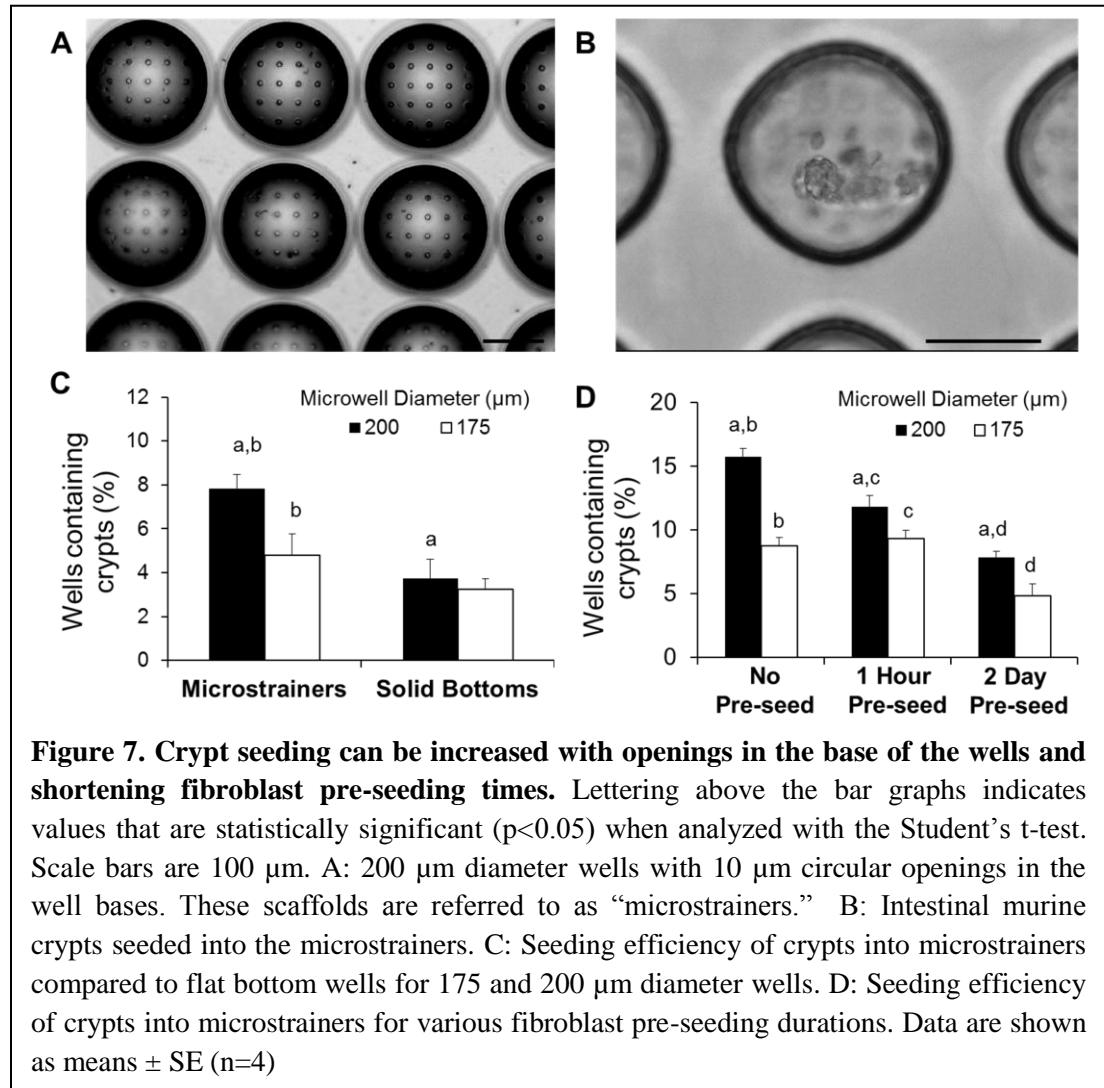 A
B
C
12
10
8
6
4
2
0
Wells containing
crypts (%)
Microwell Diameter (µm)
200 175
a,b
b
a
Microstrainers Solid Bottoms
D
20
15
10
5
0
Wells containing
crypts (%)
Microwell Diameter (µm)
200 175
a,b
b
a,c
c
a,d
d
No 1 Hour 2 Day
Pre-seed Pre-seed Pre-seed
Figure 7. Crypt seeding can be increased with openings in the base of the wells and
shortening fibroblast pre-seeding times. Lettering above the bar graphs indicates
values that are statistically significant (p<0.05) when analyzed with the Student’s t-test.
Scale bars are 100 µm. A: 200 µm diameter wells with 10 µm circular openings in the
well bases. These scaffolds are referred to as “microstrainers.” B: Intestinal murine
crypts seeded into the microstrainers. C: Seeding efficiency of crypts into microstrainers
compared to flat bottom wells for 175 and 200 µm diameter wells. D: Seeding efficiency
of crypts into microstrainers for various fibroblast pre-seeding durations. Data are shown
as means ± SE (n=4)